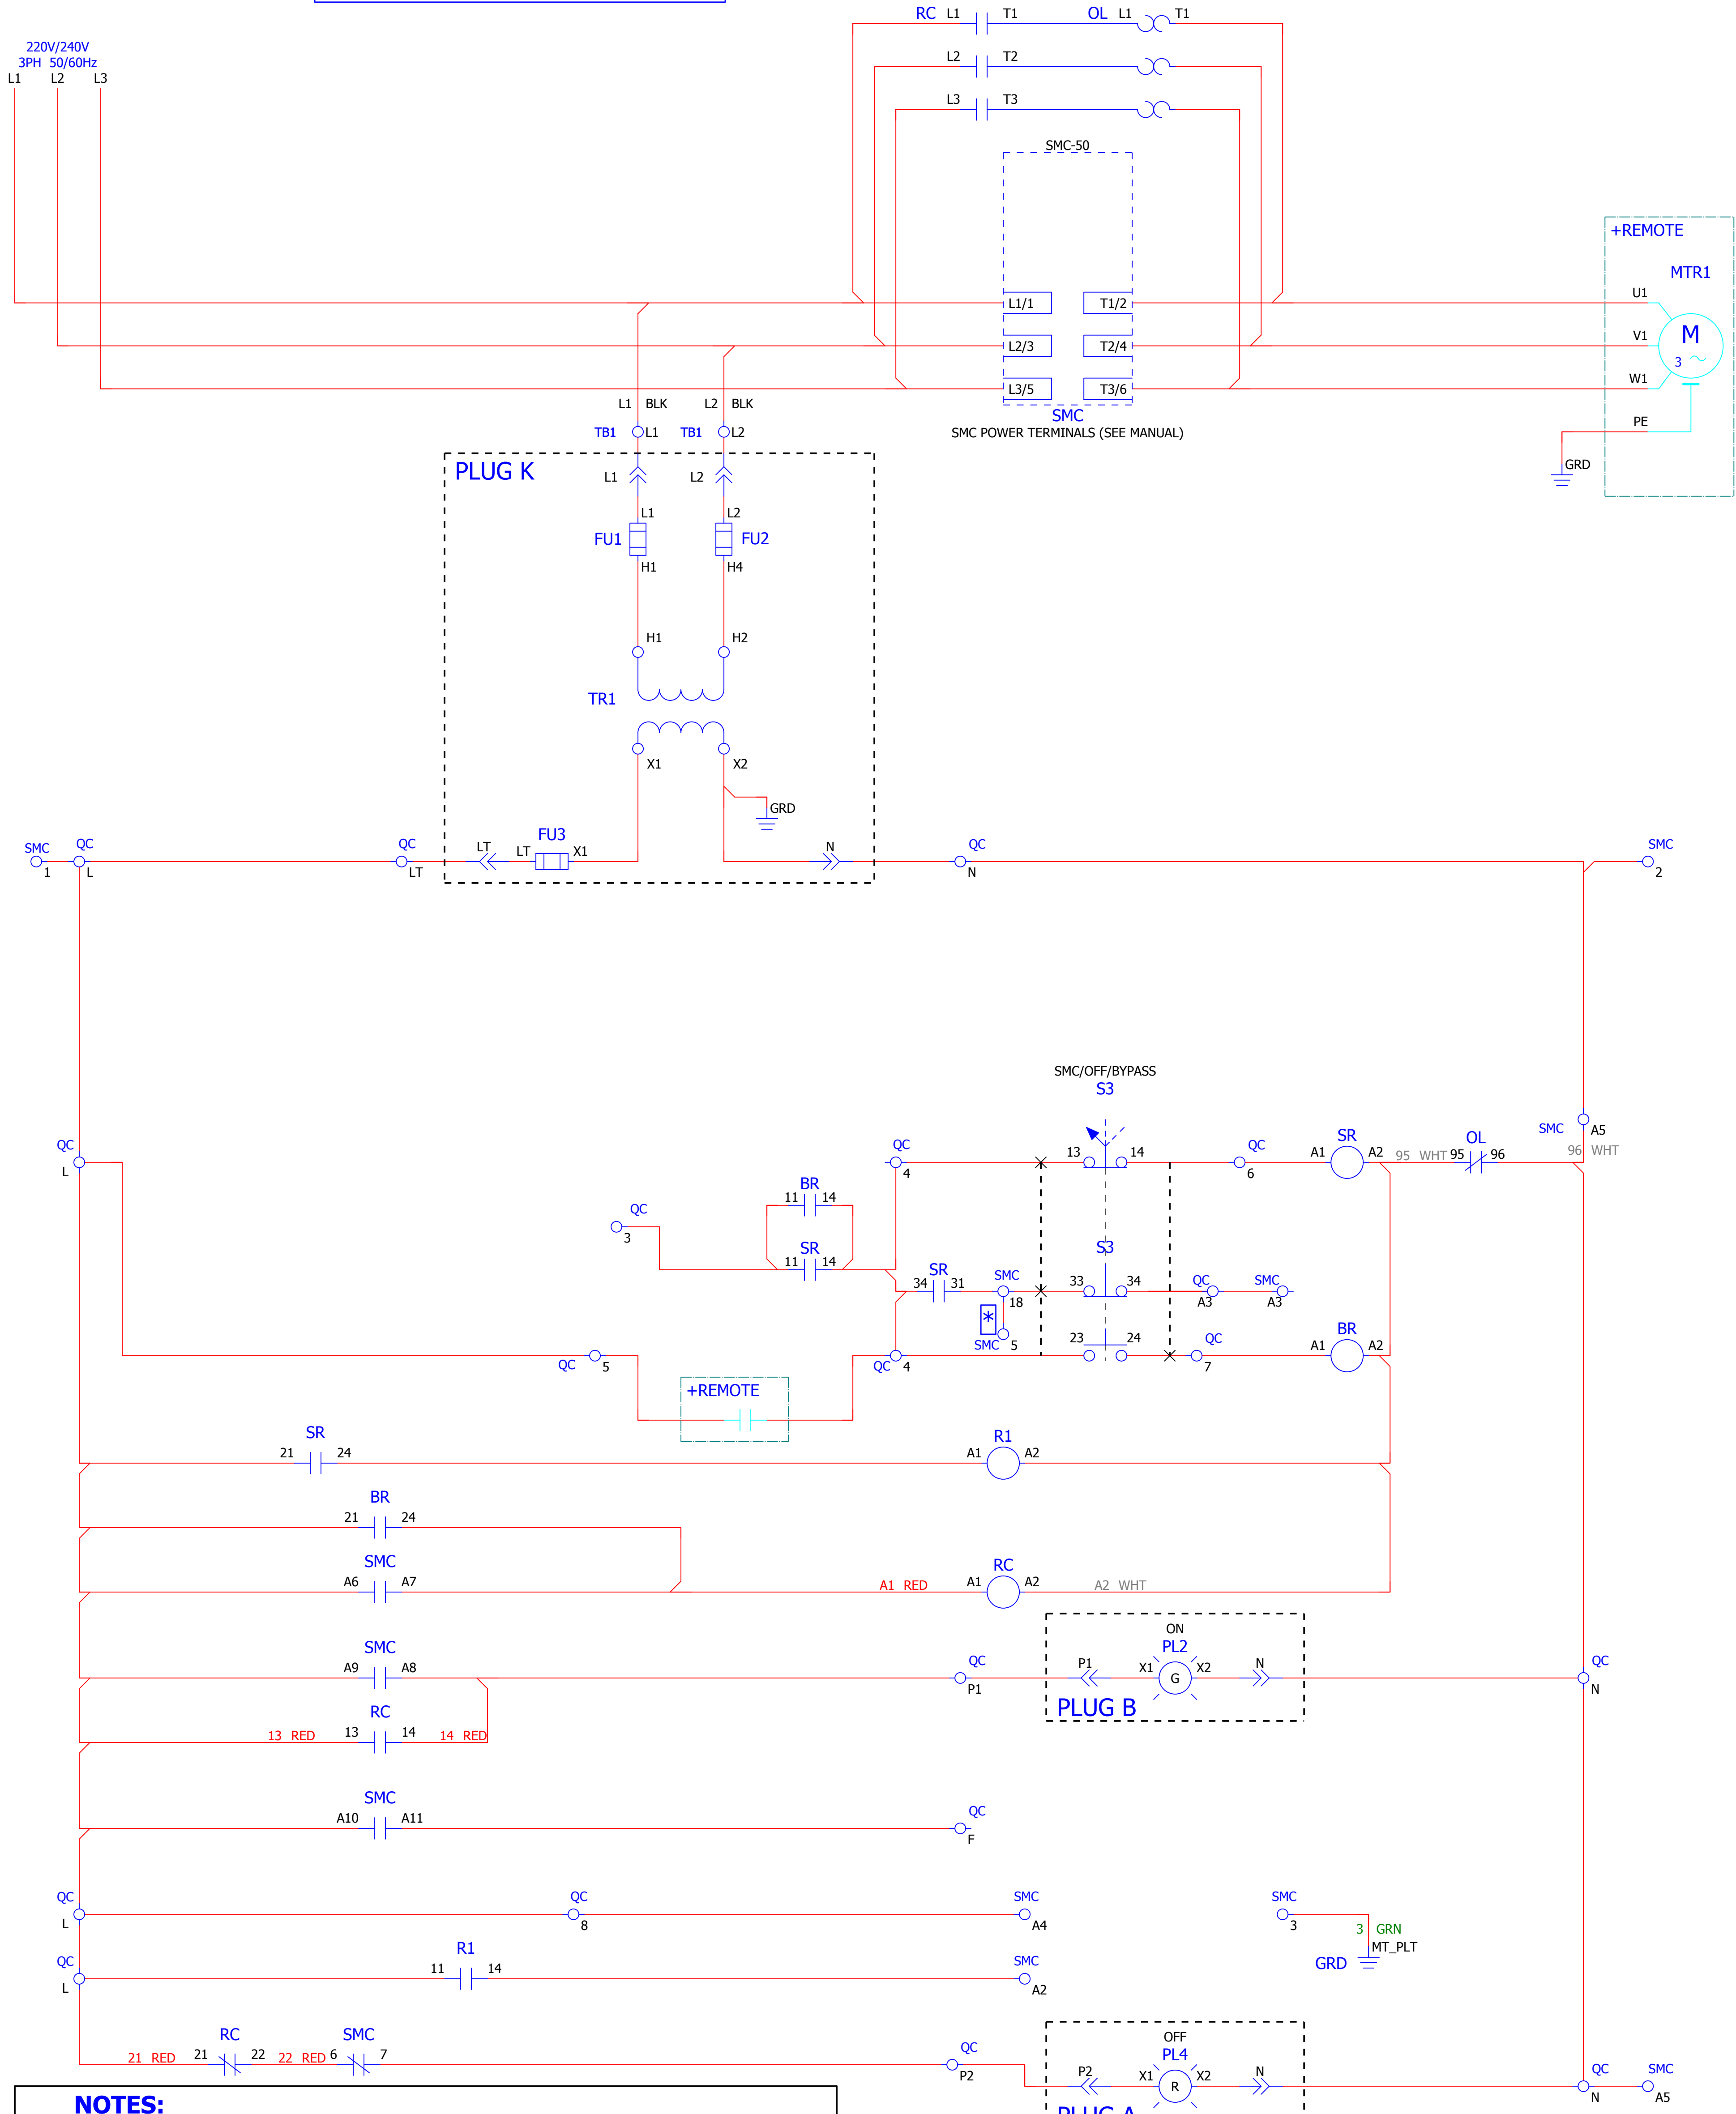 RC L1 T1 OL L1 T1
220V/240V
3PH 50/60Hz
L1 L2 L3
L2 T2
L3 T3
SMC-50
+REMOTE
MTR1
L1/1 T1/2 U1
M
3
L2/3 T2/4 V1
L3/5 T3/6 W1
L1 BLK L2 BLK
SMC
SMC POWER TERMINALS (SEE MANUAL)
PE
TB1 L1 TB1 L2
PLUG K
L1 L2
GRD
L1 L2
FU1 FU2
H1 H4
H1 H2
TR1
X1 X2
GRD
SMC QC QC LT LT FU3 X1 N QC SMC
1 L LT N 2
SMC/OFF/BYPASS
S3
SMC A5
QC QC 13 14 QC SR OL
L 4 6 A1 A2 95 WHT 95 96 96 WHT
BR
11 14
QC
3
SR
11 14
S3
SR
34 31 SMC 33 34 QC SMC
18 A3 A3
*
SMC 5 23 24 QC BR
A1 A2
QC 5 QC 4 7
+REMOTE
SR R1
21 24 A1 A2
BR
21 24
SMC RC
A6 A7 A1 RED A1 A2 A2 WHT
ON
SMC PL2
A9 A8 QC P1 X1 G X2 N QC
P1 N
PLUG B
RC
13 RED 13 14 14 RED
SMC
A10 A11 QC
F
QC QC SMC SMC
L 8 A4 3
3 GRN
MT_PLT
GRD
QC R1 SMC
L 11 14 A2
OFF
RC SMC PL4
21 RED 21 22 22 RED 6 7 QC P2 X1 R X2 N QC SMC
P2 N A5
NOTES:
PLUG A